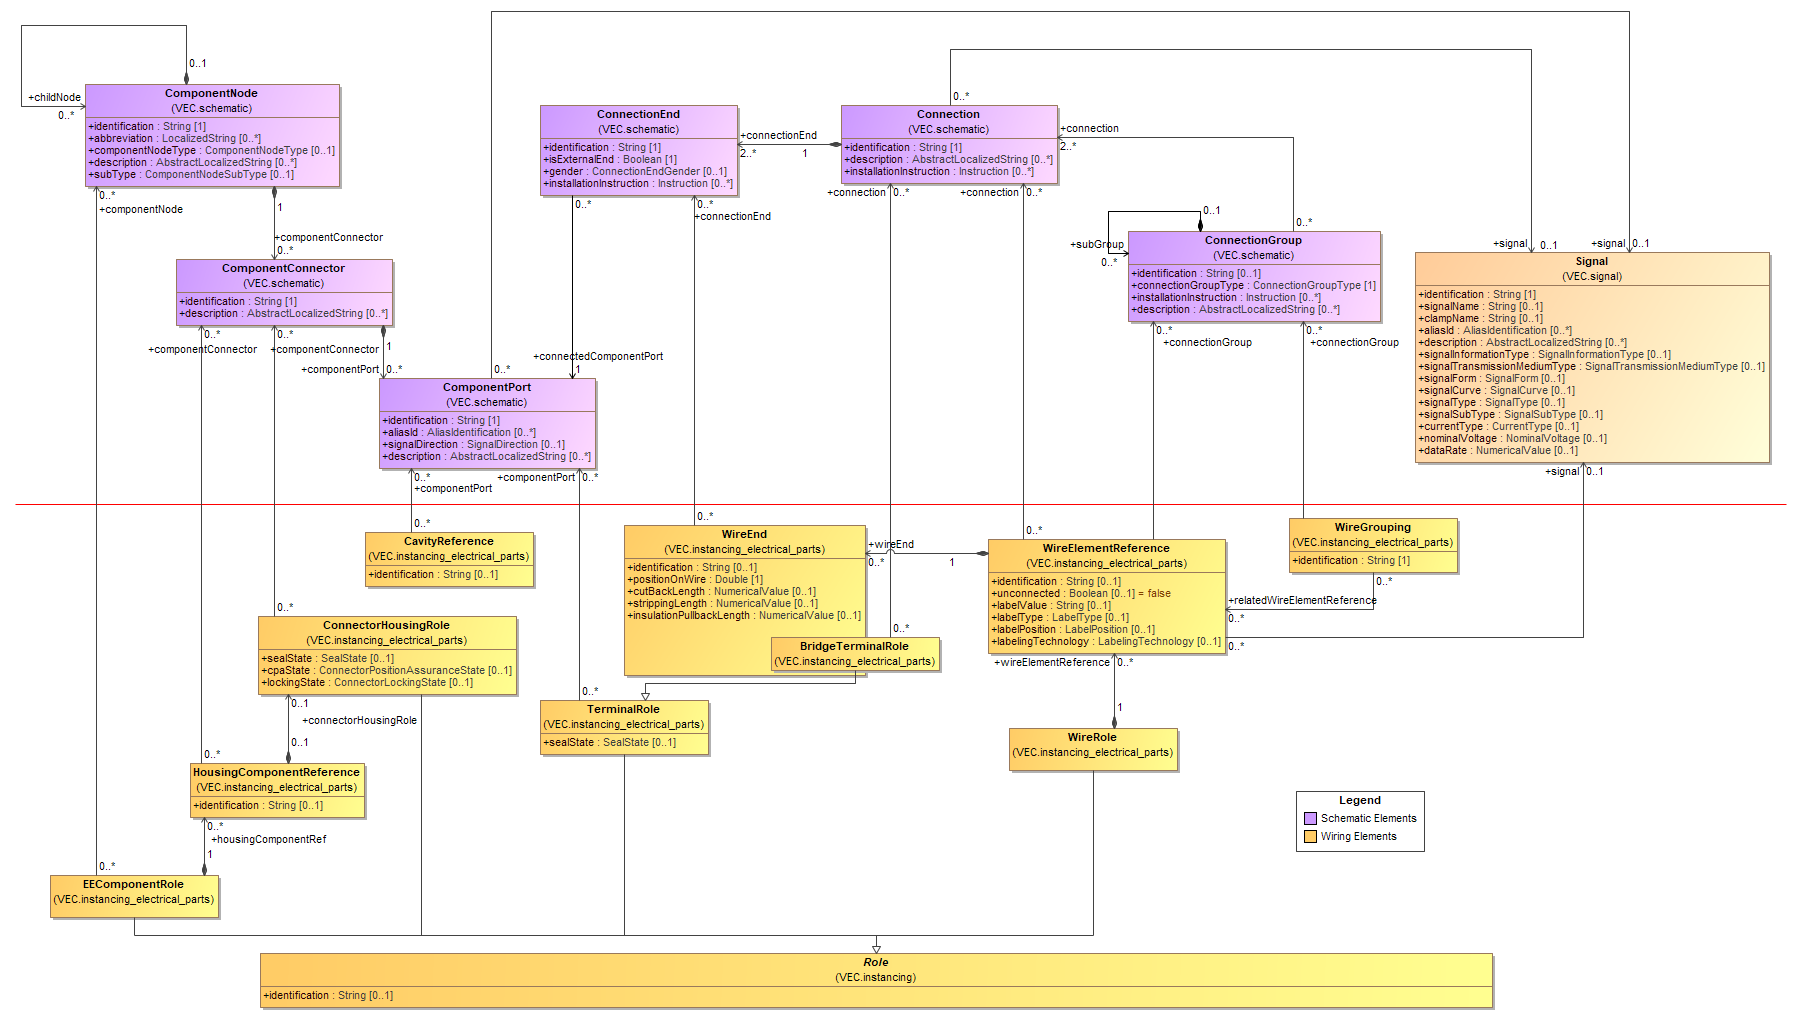 0..1
+childNode
0..*
ComponentNode
(VEC.schematic)
+identification : String [1]
+abbreviation : LocalizedString [0..*]
+componentNodeType : ComponentNodeType [0..1]
+description : AbstractLocalizedString [0..*]
+subType : ComponentNodeSubType [0..1]
0..*
+componentNode
1
+componentConnector
0..*
ComponentConnector
(VEC.schematic)
+identification : String [1]
+description : AbstractLocalizedString [0..*]
0..*
+componentConnector
0..*
+componentConnector
1
+componentPort
0..*
ConnectionEnd
(VEC.schematic)
+identification : String [1]
+isExternalEnd : Boolean [1]
+gender : ConnectionEndGender [0..1]
+installationInstruction : Instruction [0..*]
+connectionEnd
2..*
1
0..*
0..*
+connectionEnd
+connectedComponentPort
1
0..*
0..*
Connection
(VEC.schematic)
+identification : String [1]
+description : AbstractLocalizedString [0..*]
+installationInstruction : Instruction [0..*]
+connection
2..*
+connection
0..*
+connection
0..*
0..1
+subGroup
0..*
0..*
ConnectionGroup
(VEC.schematic)
+identification : String [0..1]
+connectionGroupType : ConnectionGroupType [1]
+installationInstruction : Instruction [0..*]
+description : AbstractLocalizedString [0..*]
0..*
+connectionGroup
0..*
+connectionGroup
+signal
0..1
+signal
0..1
Signal
(VEC.signal)
+identification : String [1]
+signalName : String [0..1]
+clampName : String [0..1]
+aliasId : AliasIdentification [0..*]
+description : AbstractLocalizedString [0..*]
+signalInformationType : SignalInformationType [0..1]
+signalTransmissionMediumType : SignalTransmissionMediumType [0..1]
+signalForm : SignalForm [0..1]
+signalCurve : SignalCurve [0..1]
+signalType : SignalType [0..1]
+signalSubType : SignalSubType [0..1]
+currentType : CurrentType [0..1]
+nominalVoltage : NominalVoltage [0..1]
+dataRate : NumericalValue [0..1]
+signal
0..1
ComponentPort
(VEC.schematic)
+identification : String [1]
+aliasId : AliasIdentification [0..*]
+signalDirection : SignalDirection [0..1]
+description : AbstractLocalizedString [0..*]
0..*
+componentPort
+componentPort
0..*
0..*
CavityReference
(VEC.instancing_electrical_parts)
+identification : String [0..1]
0..*
WireEnd
(VEC.instancing_electrical_parts)
+identification : String [0..1]
+positionOnWire : Double [1]
+cutBackLength : NumericalValue [0..1]
+strippingLength : NumericalValue [0..1]
+insulationPullbackLength : NumericalValue [0..1]
+wireEnd
0..*
1
0..*
BridgeTerminalRole
(VEC.instancing_electrical_parts)
0..*
WireElementReference
(VEC.instancing_electrical_parts)
+identification : String [0..1]
+unconnected : Boolean [0..1] = false
+labelValue : String [0..1]
+labelType : LabelType [0..1]
+labelPosition : LabelPosition [0..1]
+labelingTechnology : LabelingTechnology [0..1]
WireGrouping
(VEC.instancing_electrical_parts)
+identification : String [1]
0..*
+relatedWireElementReference
0..*
0..*
+wireElementReference
0..*
1
WireRole
(VEC.instancing_electrical_parts)
0..*
ConnectorHousingRole
(VEC.instancing_electrical_parts)
+sealState : SealState [0..1]
+cpaState : ConnectorPositionAssuranceState [0..1]
+lockingState : ConnectorLockingState [0..1]
0..1
+connectorHousingRole
0..1
0..*
TerminalRole
(VEC.instancing_electrical_parts)
+sealState : SealState [0..1]
0..*
HousingComponentReference
(VEC.instancing_electrical_parts)
+identification : String [0..1]
0..*
+housingComponentRef
1
0..*
EEComponentRole
(VEC.instancing_electrical_parts)
Legend
Schematic Elements
Wiring Elements
Role
(VEC.instancing)
+identification : String [0..1]